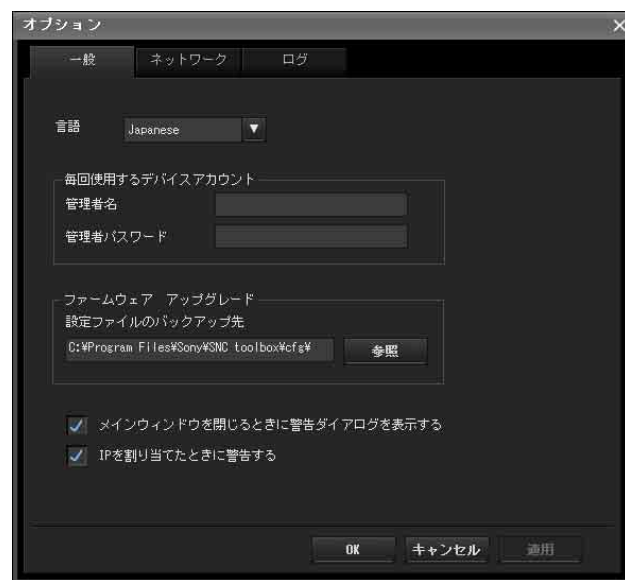 オプション
一般 ネットワーク ログ
言語 Japanese
毎回使用するデバイスアカウント
管理者名
管理者パスワード
ファームウェア アップグレード
設定ファイルのバックアップ先
C:¥Program Files¥Sony¥SNC toolbox¥cfg¥ 参照
メインウィンドウを閉じるときに警告ダイアログを表示する
IPを割り当てたときに警告する
OK キャンセル 適用